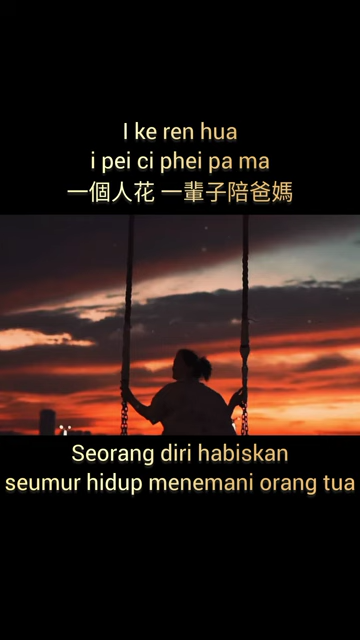 I ke ren hua
i pei ci phei pa ma
一個人花 一輩子陪爸媽
Seorang diri habiskan
seumur hidup menemani orang tua